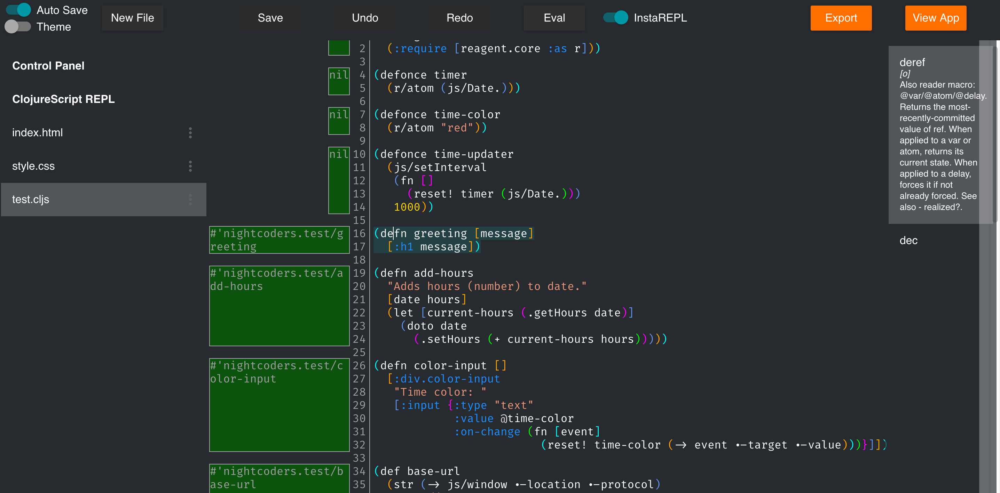 Auto Save
Theme
New File
Save
Undo
Redo
Eval
InstaREPL
Export
View App
Control Panel
ClojureScript REPL
index.html
style.css
test.cljs
nil
nil
nil
#'nightcoders.test/g
reeting
#'nightcoders.test/a
dd-hours
#'nightcoders.test/c
olor-input
#'nightcoders.test/b
ase-url
2 (:require [reagent.core :as r]))
3
4 (defonce timer
5 (r/atom (js/Date.)))
6
7 (defonce time-color
8 (r/atom "red"))
9
10 (defonce time-updater
11 (js/setInterval
12 (fn []
13 (reset! timer (js/Date.)))
14 1000))
15
16 (defn greeting [message]
17 [:h1 message])
18
19 (defn add-hours
20 "Adds hours (number) to date."
21 [date hours]
22 (let [current-hours (.getHours date)]
23 (doto date
24 (.setHours (+ current-hours hours)))))
25
26 (defn color-input []
27 [:div.color-input
28 "Time color: "
29 [:input {:type "text"
30 :value @time-color
31 :on-change (fn [event]
32 (reset! time-color (-> event .-target .-value)))}]])
33
34 (def base-url
35 (str (-> js/window .-location .-protocol)
deref
[o]
Also reader macro:
@var/@atom/@delay.
Returns the most-
recently-committed
value of ref. When
applied to a var or
atom, returns its
current state. When
applied to a delay,
forces it if not
already forced. See
also - realized?.
dec